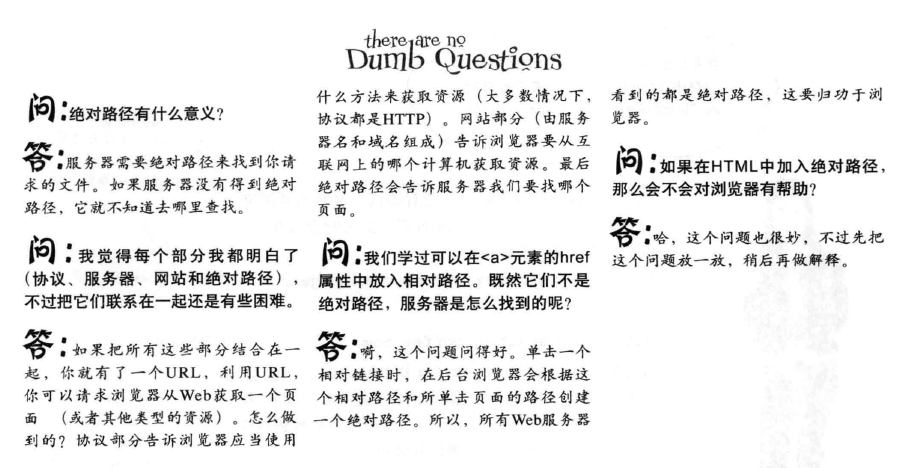 there are no
Dumb Questions
问：绝对路径有什么意义？
答：服务器需要绝对路径来找到你请
求的文件。如果服务器没有得到绝对
路径，它就不知道去哪里查找。
问：我觉得每个部分我都明白了
（协议、服务器、网站和绝对路径），
不过把它们联系在一起还是有些困难。
答：如果把所有这些部分结合在一
起，你就有了一个URL，利用URL，
你可以请求浏览器从Web获取一个页
面 （或者其他类型的资源）。怎么做
到的？协议部分告诉浏览器应当使用
什么方法来获取资源（大多数情况下，
协议都是HTTP）。网站部分（由服务
器名和域名组成）告诉浏览器要从互
联网上的哪个计算机获取资源。最后
绝对路径会告诉服务器我们要找哪个
页面。
问：我们学过可以在<a>元素的href
属性中放入相对路径。既然它们不是
绝对路径，服务器是怎么找到的呢？
答：嗬，这个问题问得好。单击一个
相对链接时，在后台浏览器会根据这
个相对路径和所单击页面的路径创建
一个绝对路径。所以，所有Web服务器
看到的都是绝对路径，这要归功于浏
览器。
问：如果在HTML中加入绝对路径，
那么会不会对浏览器有帮助？
答：哈，这个问题也很妙，不过先把
这个问题放一放，稍后再做解释。